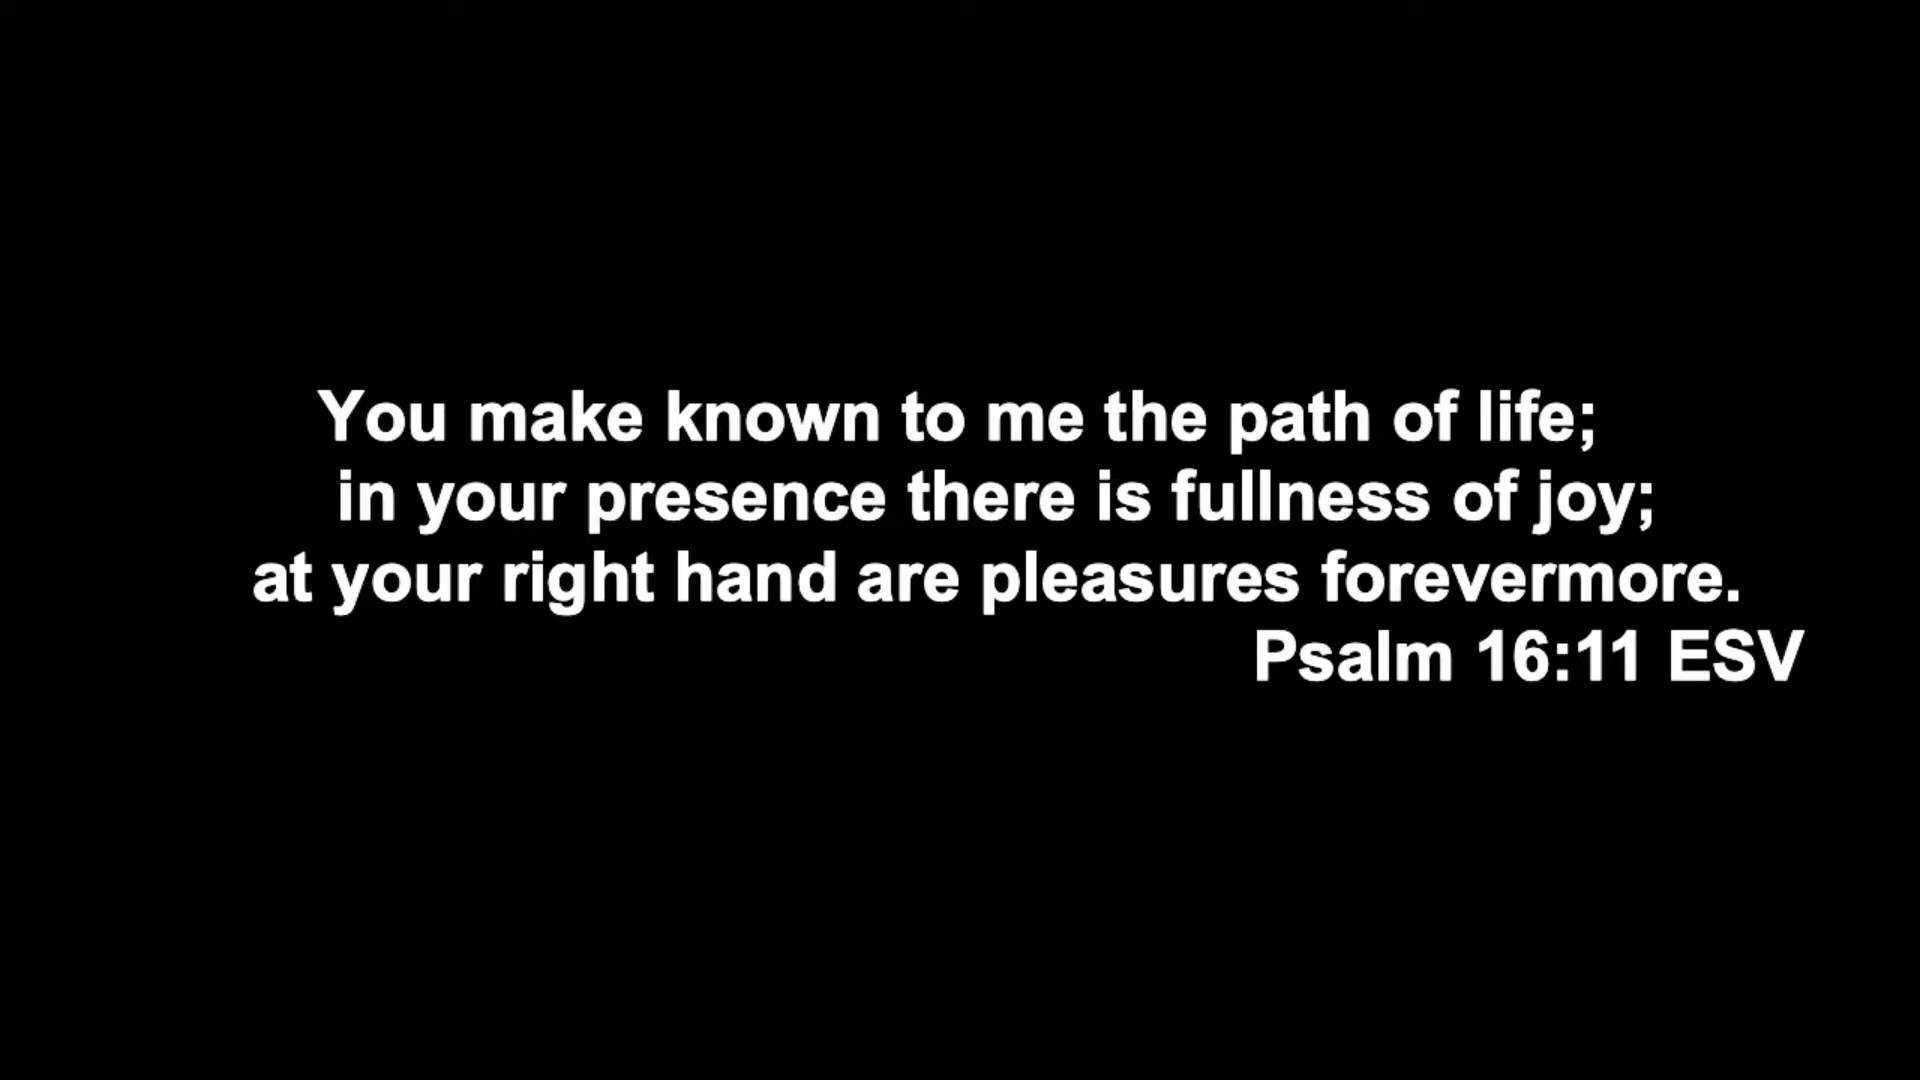 You make known to me the path of life;
in your presence there is fullness of joy;
at your right hand are pleasures forevermore.
Psalm 16:11 ESV